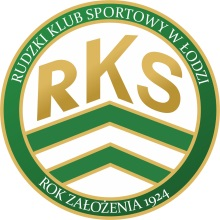 RUDZKI KLUB SPORTOWY W ŁODZI
RKS
ROK ZAŁOŻENIA 1924